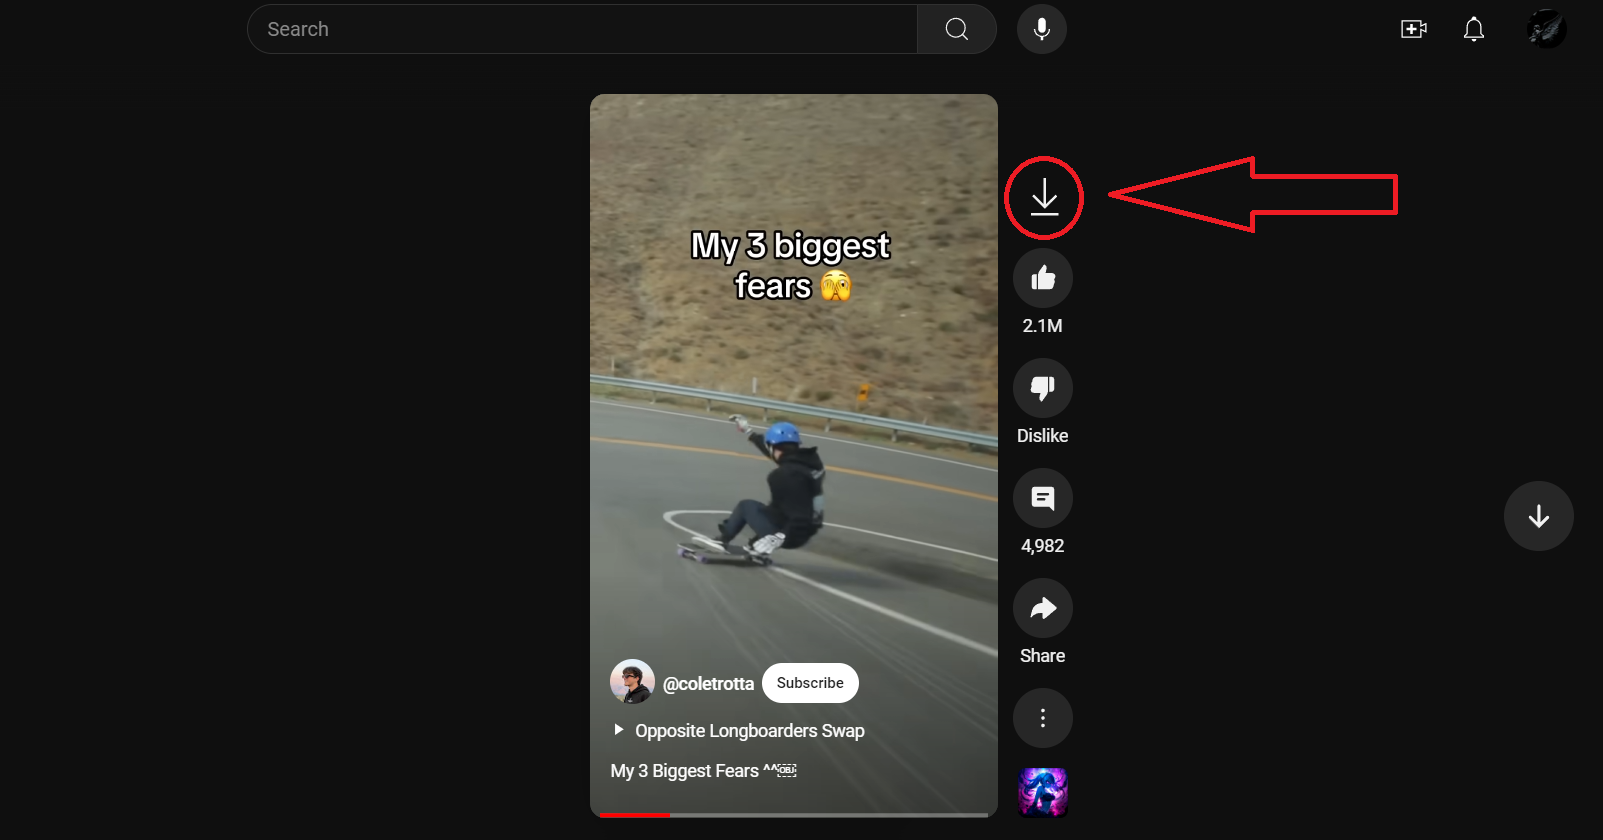 Search
My 3 biggest
fears 🫣
2.1M
Dislike
4,982
Share
@coletrotta Subscribe
Opposite Longboarders Swap
My 3 Biggest Fears ^^￼